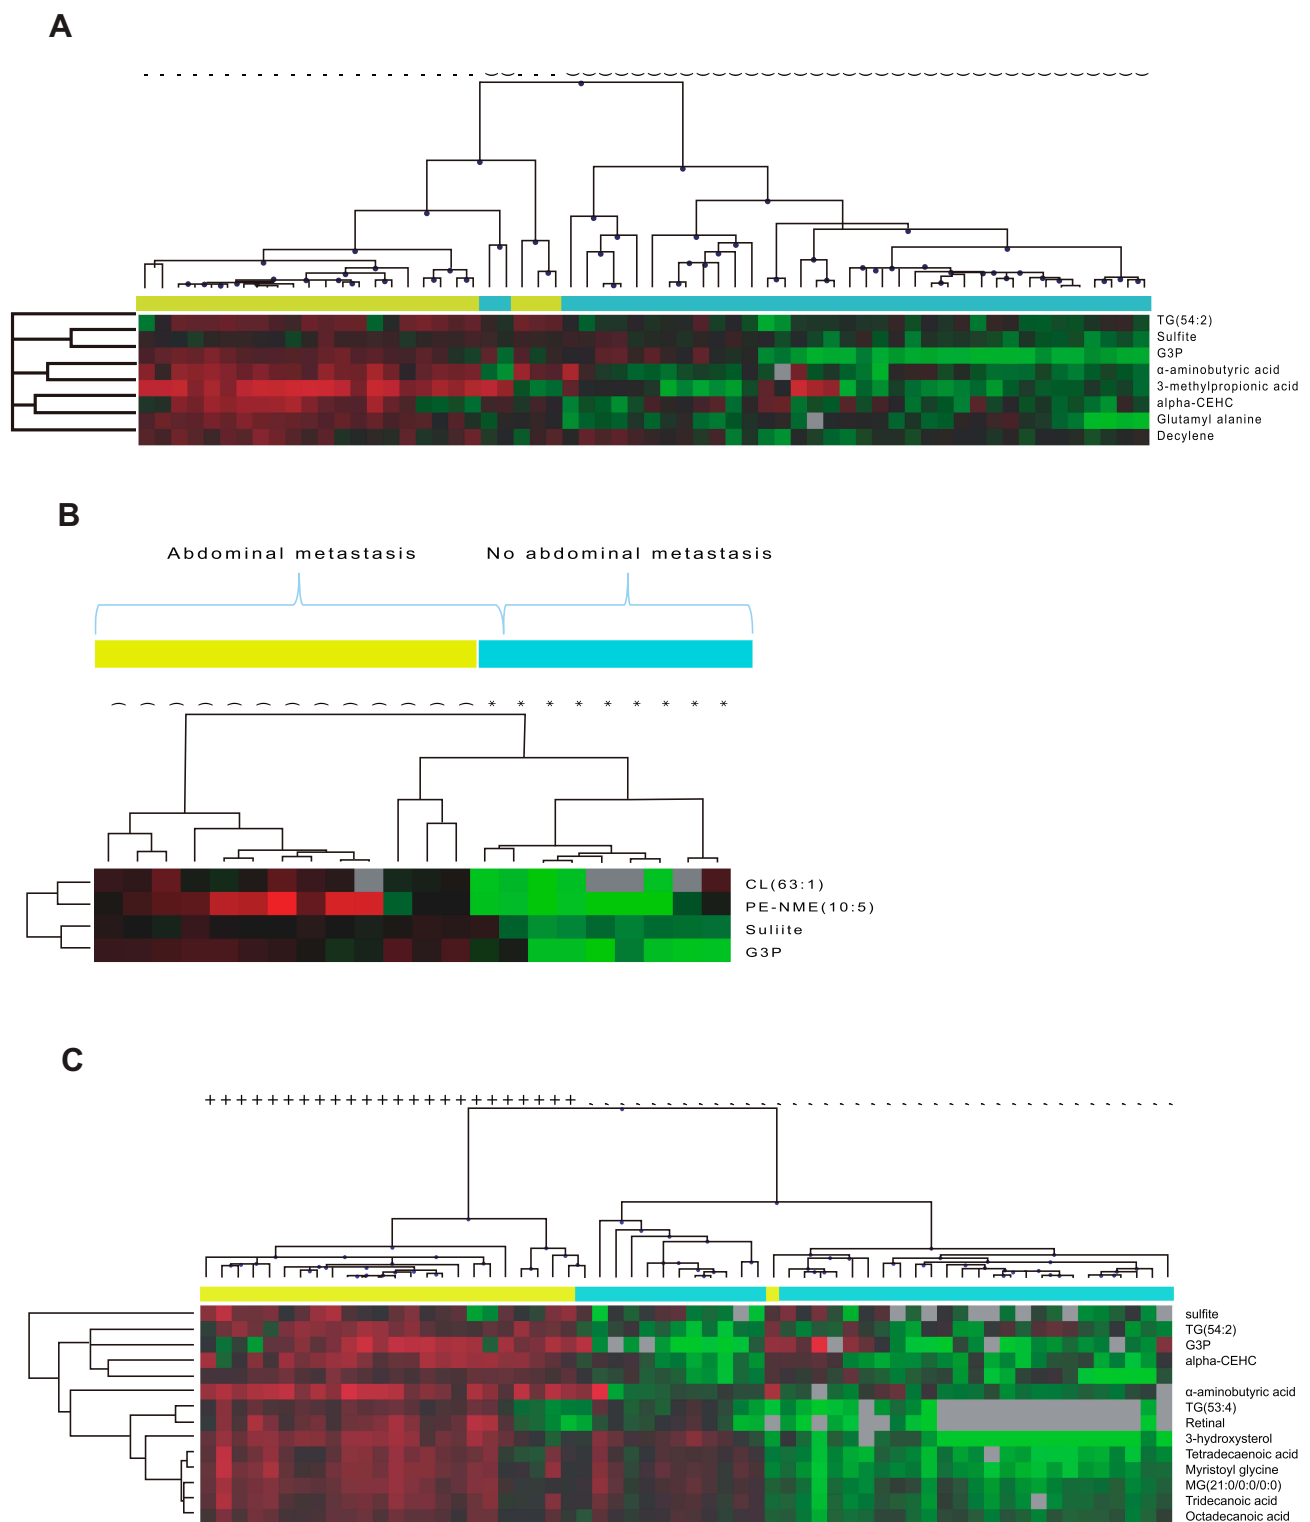 A
TG(54:2)
Sulfite
G3P
α-aminobutyric acid
3-methylpropionic acid
alpha-CEHC
Glutamyl alanine
Decylene
B
Abdominal metastasis No abdominal metastasis
* * * * * * * * *
CL(63:1)
PE-NME(10:5)
Suliite
G3P
C
+ + + + + + + + + + + + + + + + + + + + + + + +
sulfite
TG(54:2)
G3P
alpha-CEHC
α-aminobutyric acid
TG(53:4)
Retinal
3-hydroxysterol
Tetradecaenoic acid
Myristoyl glycine
MG(21:0/0:0/0:0)
Tridecanoic acid
Octadecanoic acid